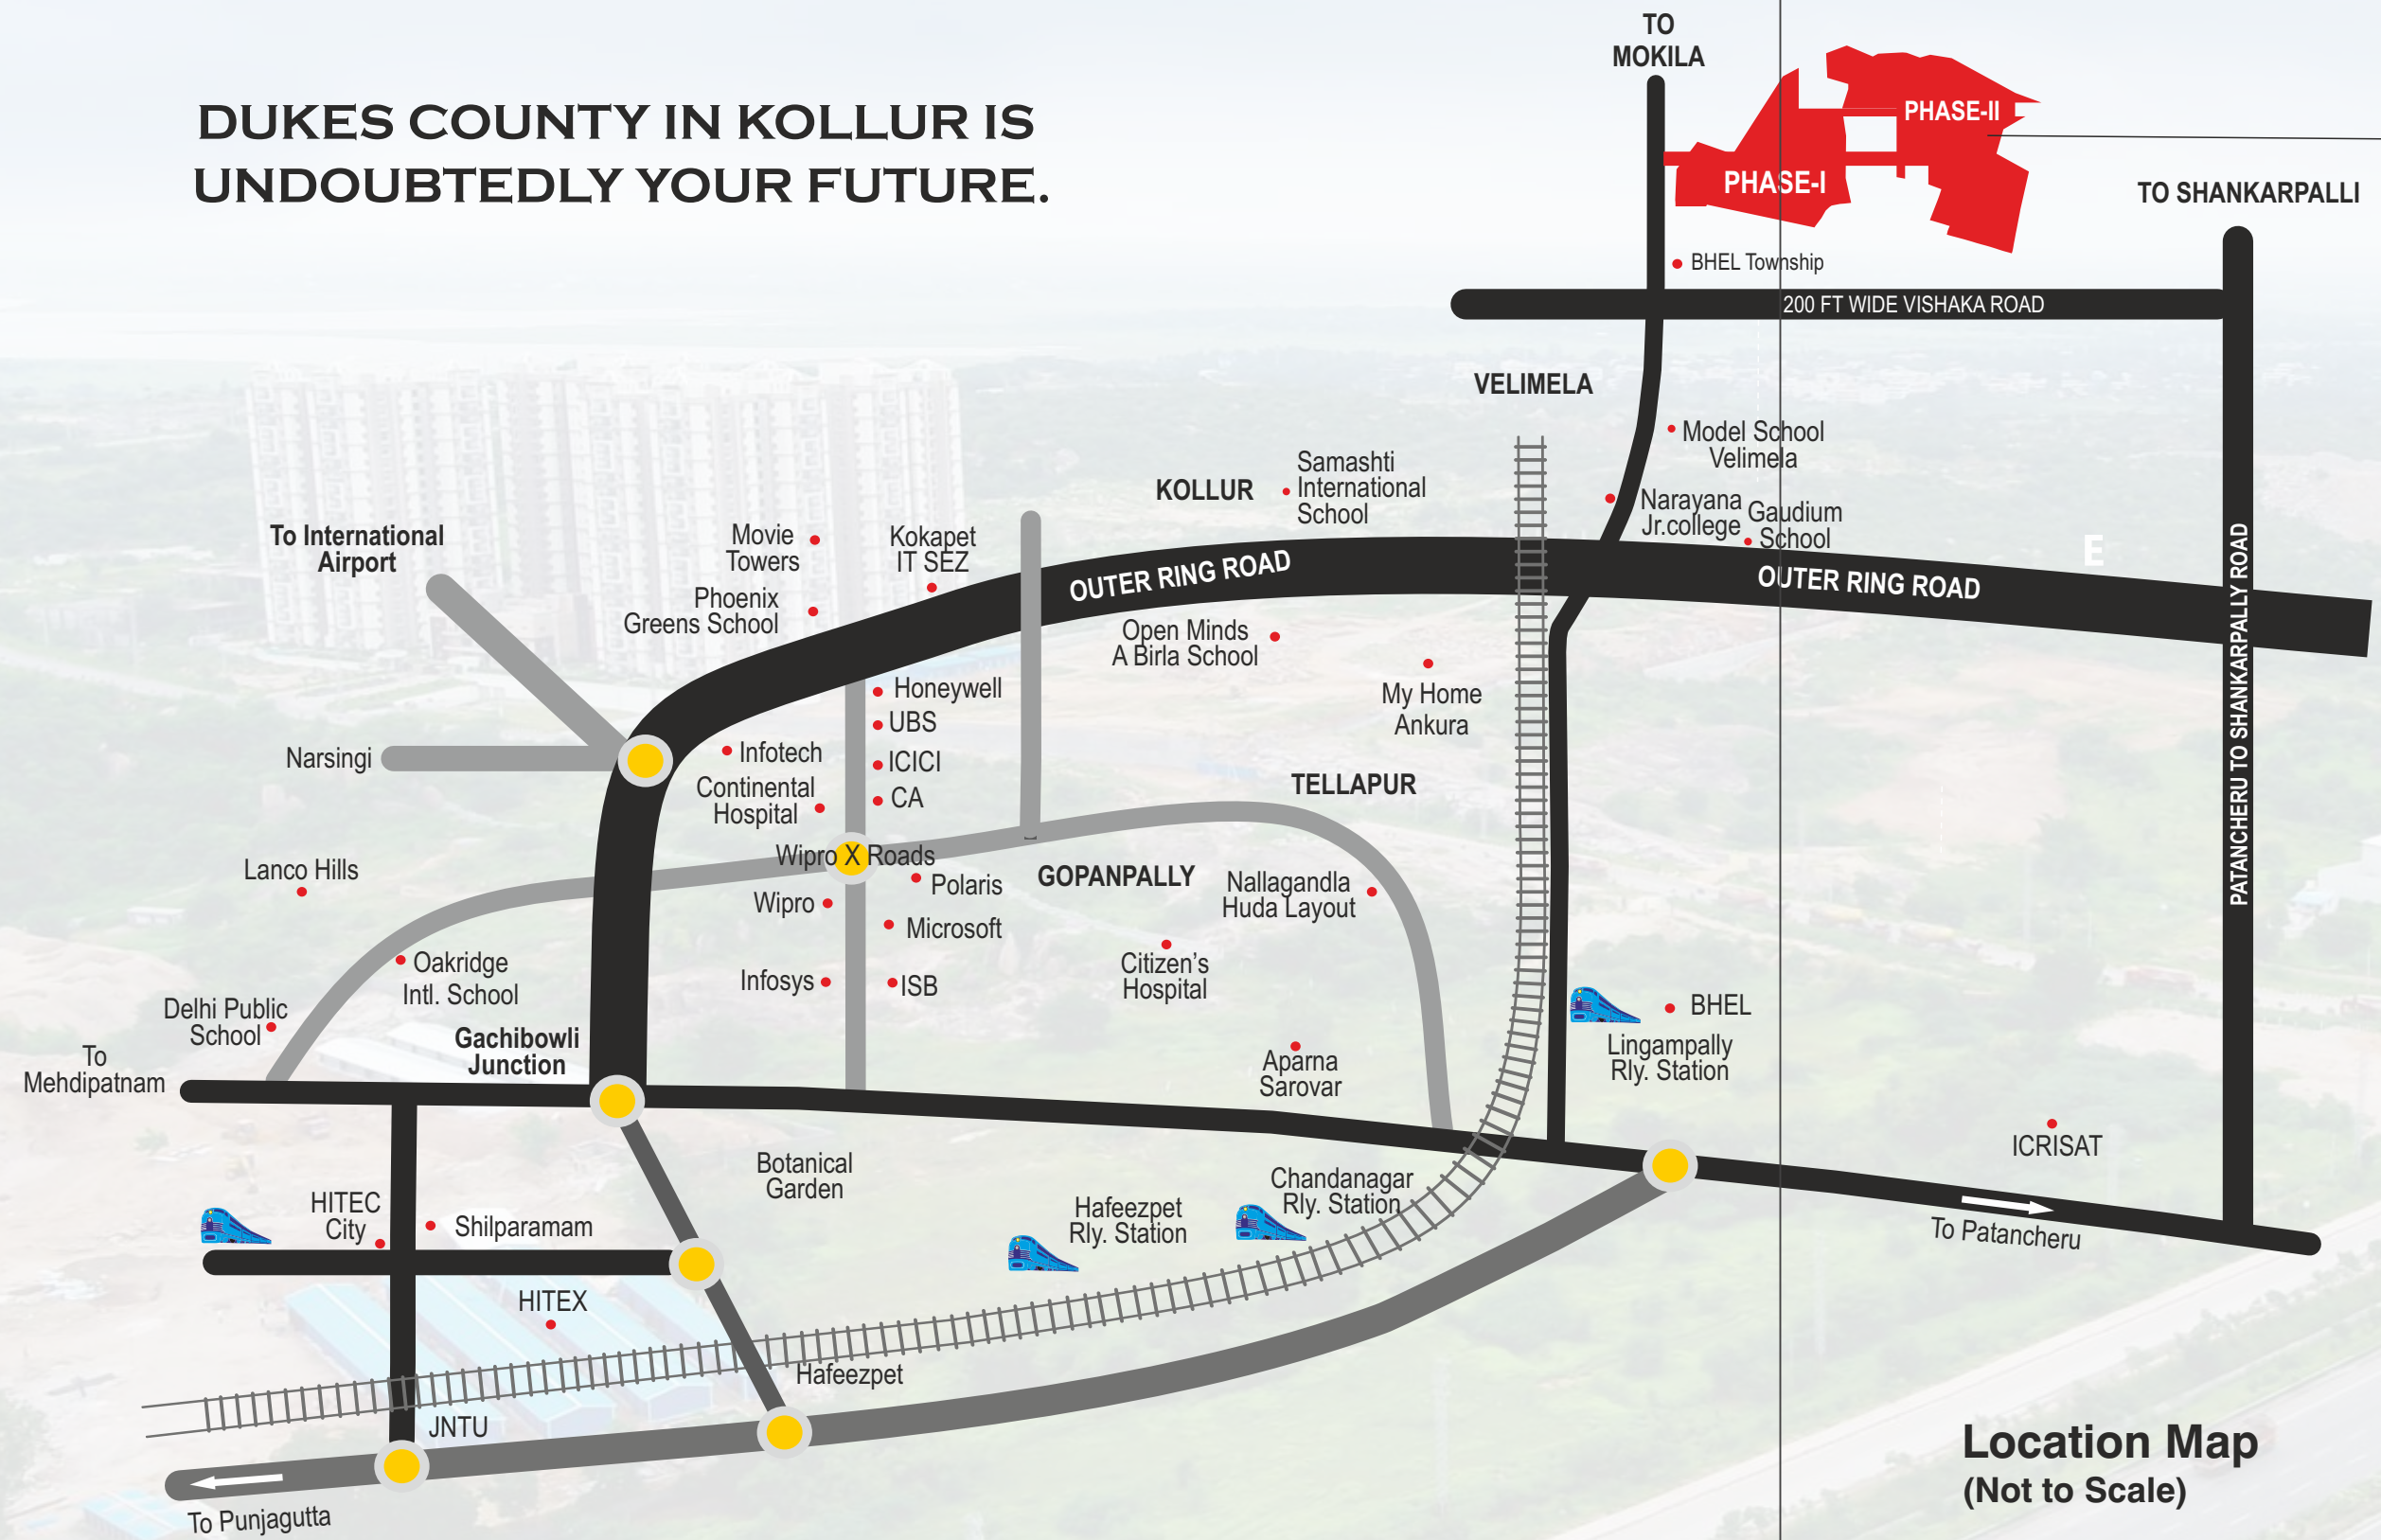 TO
MOKILA
DUKES COUNTY IN KOLLUR IS
UNDOUBTEDLY YOUR FUTURE.
PHASE-II
PHASE-I
TO SHANKARPALLI
BHEL Township
200 FT WIDE VISHAKA ROAD
VELIMELA
Model School
Velimela
KOLLUR
Samashti
International
School
Narayana
Jr.college
Gaudium
School
E
To International
Airport
Movie
Towers
Kokapet
IT SEZ
OUTER RING ROAD
OUTER RING ROAD
PATANCHERU TO SHANKARPALLY ROAD
Phoenix
Greens School
Open Minds
A Birla School
My Home
Ankura
Honeywell
UBS
Narsingi
Infotech
ICICI
Continental
Hospital
CA
TELLAPUR
Wipro X Roads
Lanco Hills
Polaris
GOPANPALLY
Nallagandla
Huda Layout
Wipro
Microsoft
Oakridge
Intl. School
Infosys
ISB
Citizen's
Hospital
BHEL
Delhi Public
School
Gachibowli
Junction
Lingampally
Rly. Station
To
Mehdipatnam
Aparna
Sarovar
ICRISAT
Botanical
Garden
Chandanagar
Rly. Station
HITEC
City
Shilparamam
Hafeezpet
Rly. Station
To Patancheru
HITEX
Hafeezpet
JNTU
To Punjagutta
Location Map
(Not to Scale)